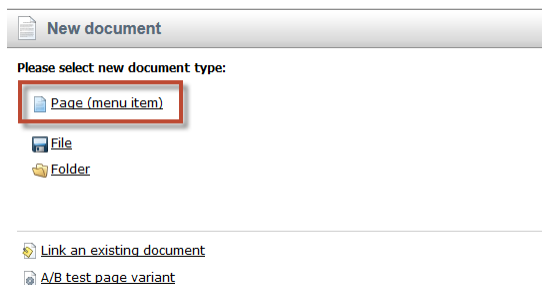 New document
Please select new document type:
Page (menu item)
File
Folder
Link an existing document
A/B test page variant